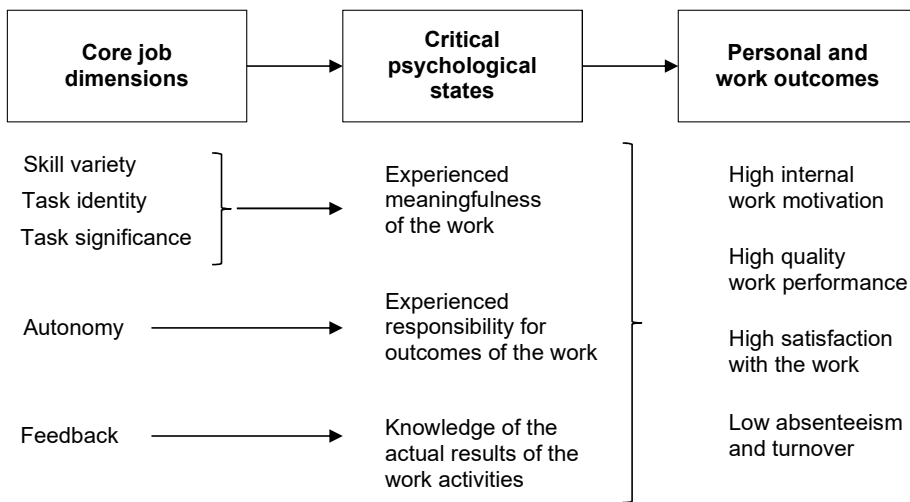 Core job
dimensions
Critical
psychological
states
Personal and
work outcomes
Skill variety
Task identity
Task significance
Experienced
meaningfulness
of the work
Autonomy
Experienced
responsibility for
outcomes of the work
Feedback
Knowledge of the
actual results of the
work activities
High internal
work motivation
High quality
work performance
High satisfaction
with the work
Low absenteeism
and turnover